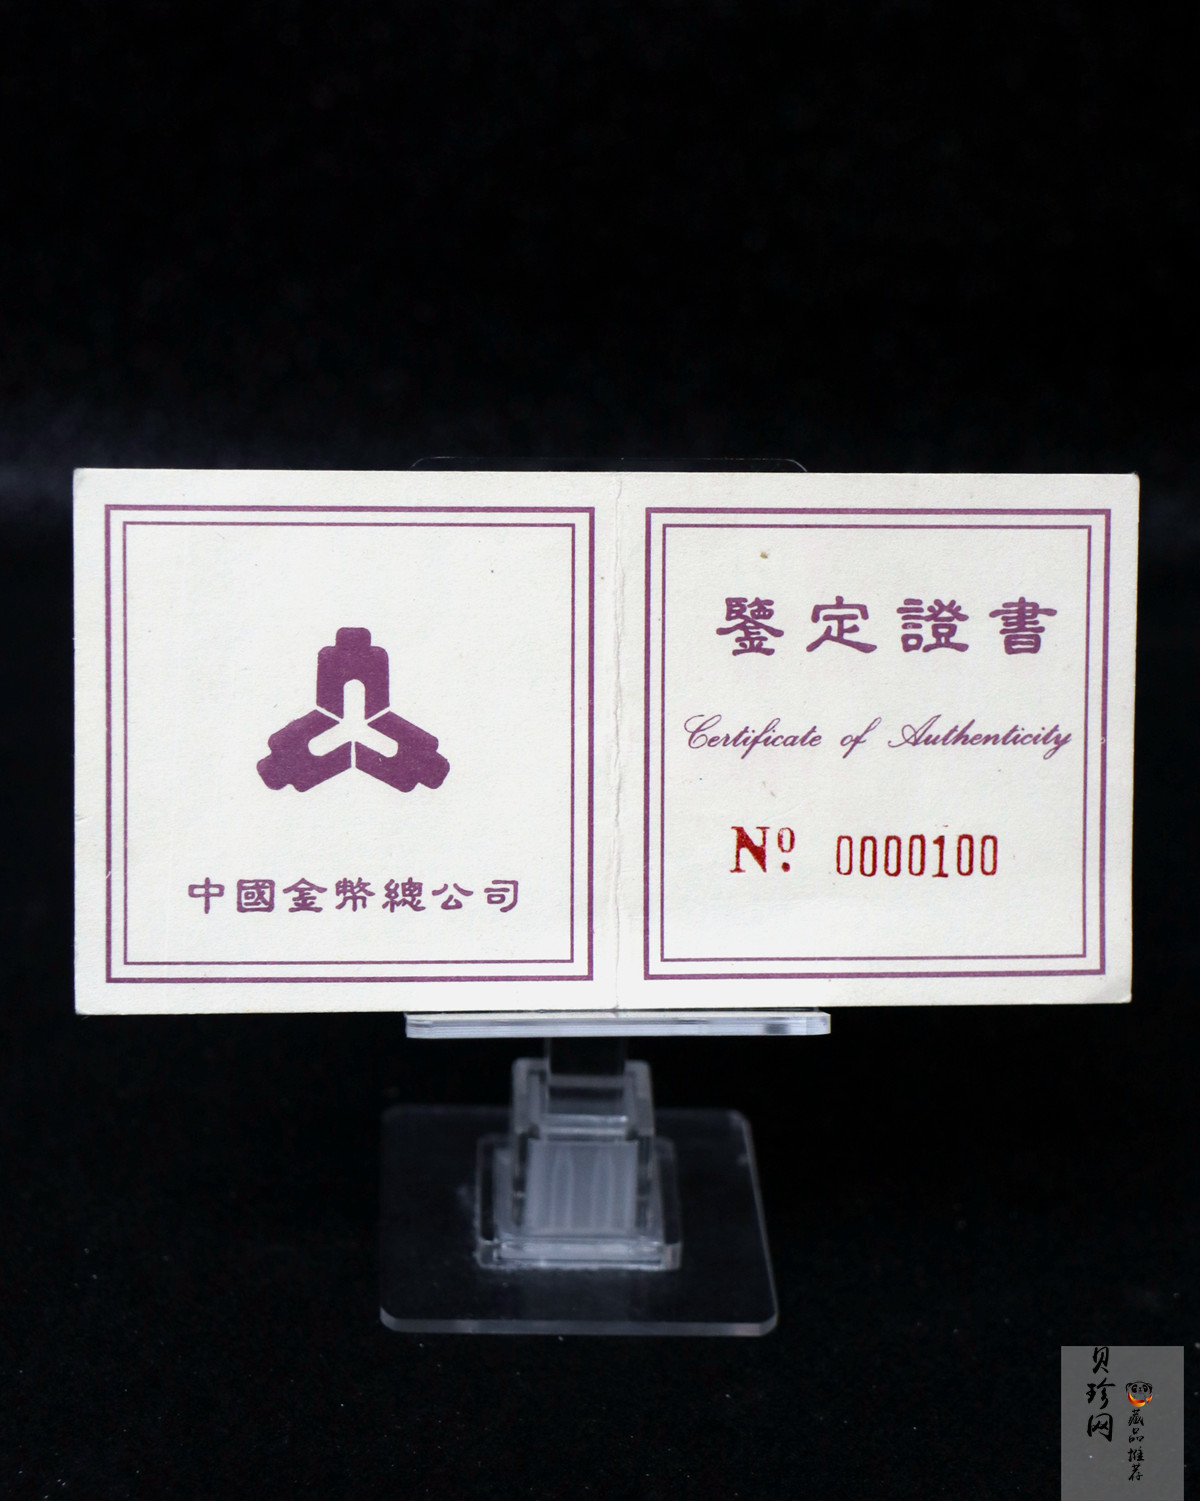 中國金幣總公司
鑒定證書
Certificate of Authenticity
Nº. 0000100
贝珍网
藏品推荐